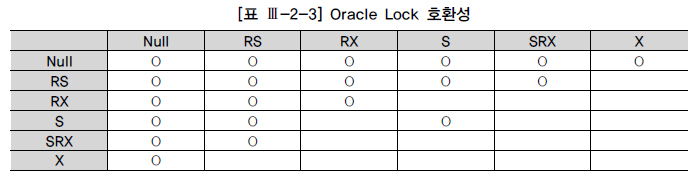 [표 Ⅲ-2-3] Oracle Lock 호환성
Null RS RX S SRX X
Null O O O O O O
RS O O O O O
RX O O O
S O O O
SRX O O
X O